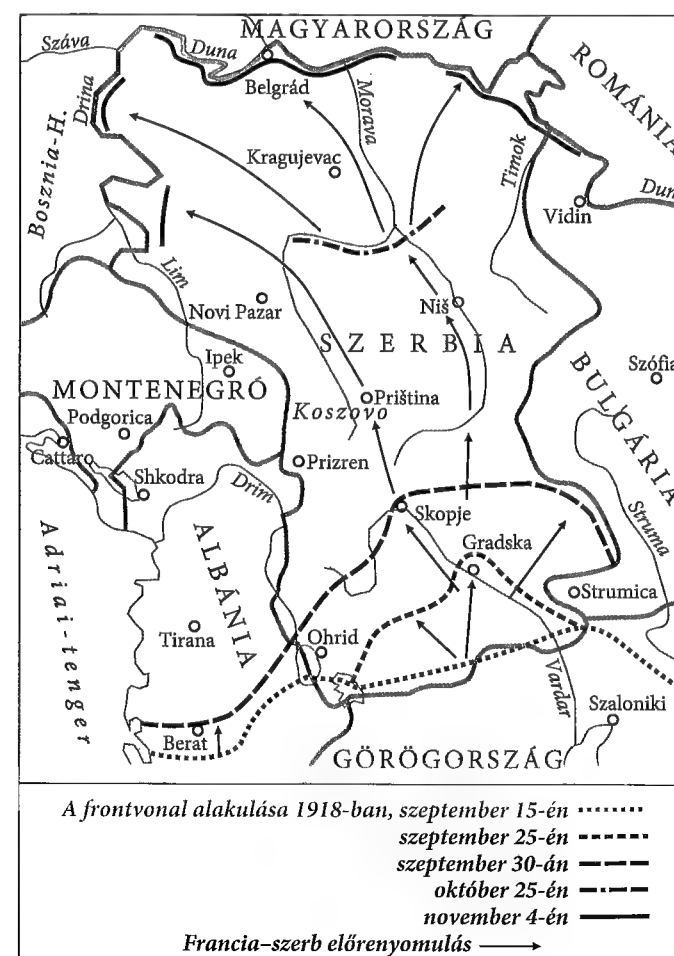 MAGYARORSZÁG
Száva
Duna
Belgrád
ROMÁNIA
Drina
Morava
Bosznia-H.
Kragujevac
Timok
Vidin
Dun
Lim
Novi Pazar
Niš
SZERBIA
Ipek
Szófia
MONTENEGRÓ
Koszovo
Priština
BULGÁRIA
Podgorica
Cattaro
Prizren
Shkodra
Drim
Skopje
Struma
Gradska
Adriai-tenger
ALBÁNIA
Strumica
Tirana
Ohrid
Vardar
Szaloniki
Berat
GÖRÖGORSZÁG
A frontvonal alakulása 1918-ban, szeptember 15-én
szeptember 25-én
szeptember 30-án
október 25-én
november 4-én
Francia–szerb előrenyomulás